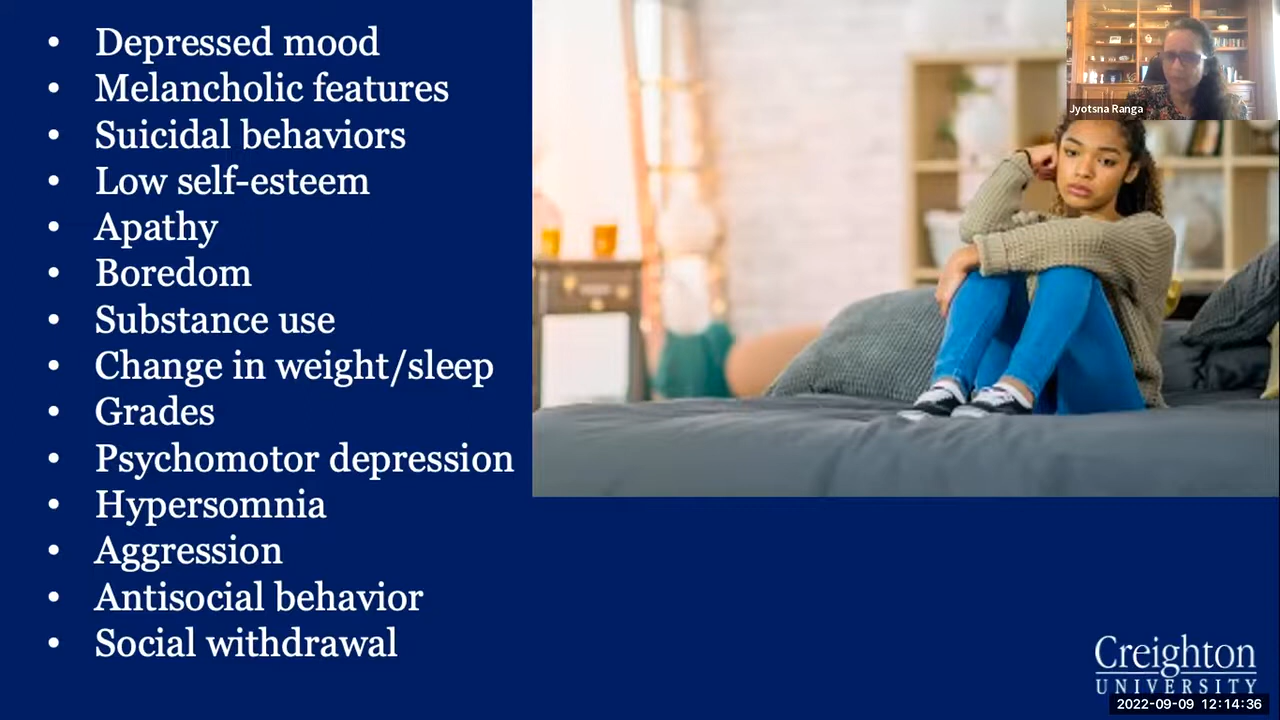 • Depressed mood
• Melancholic features
• Suicidal behaviors
• Low self-esteem
• Apathy
• Boredom
• Substance use
• Change in weight/sleep
• Grades
• Psychomotor depression
• Hypersomnia
• Aggression
• Antisocial behavior
• Social withdrawal
Jyotsna Ranga
Creighton
UNIVERSITY
2022-09-09 12:14:36